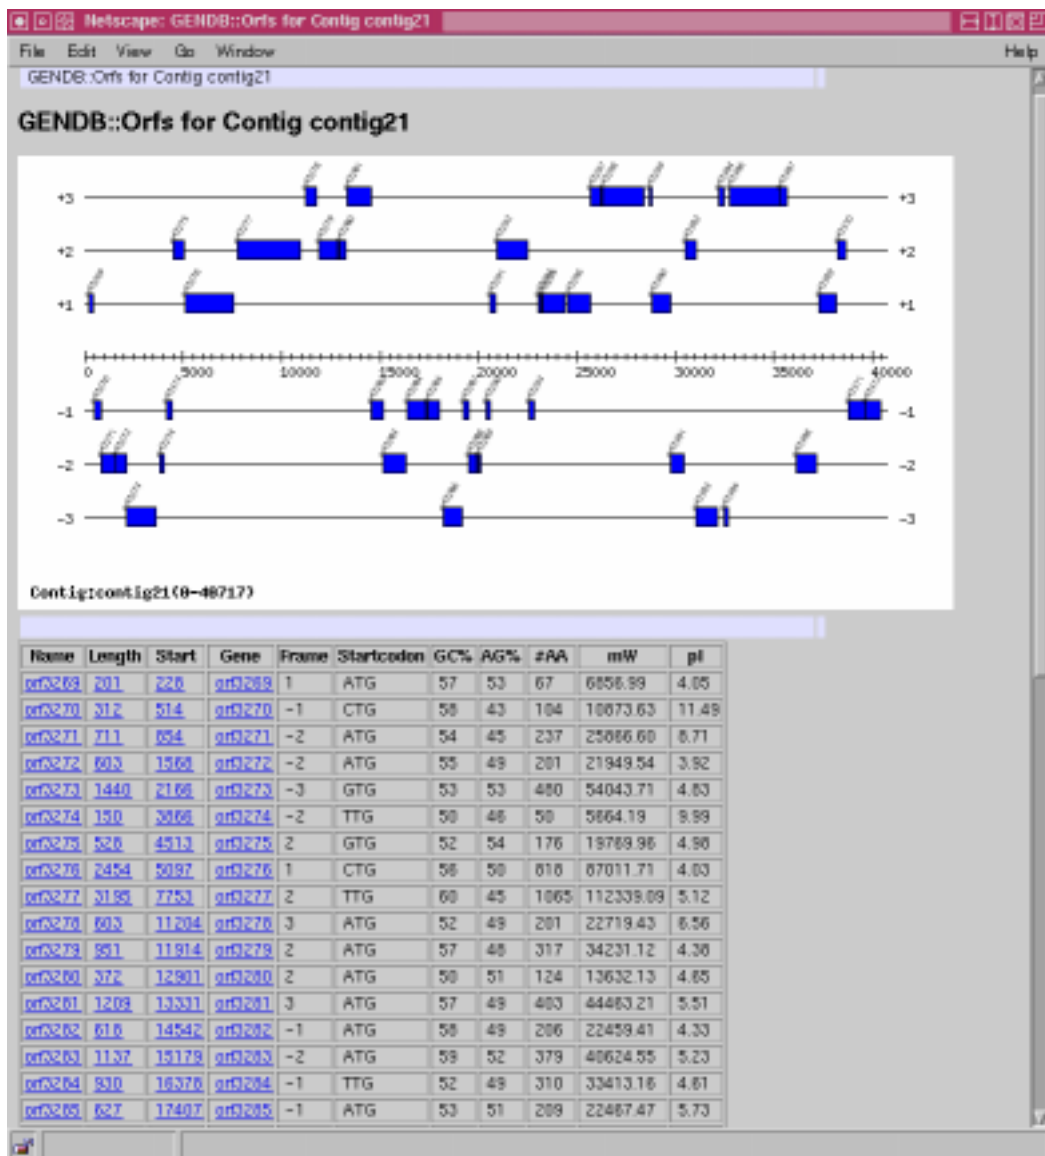 Netscape: GENDB::Orfs for Contig contig21
File Edit View Go Window Help
GENDB::Orfs for Contig contig21
GENDB::Orfs for Contig contig21
+3 +3
+2 +2
+1 +1
0 5000 10000 15000 20000 25000 30000 35000 40000
-1 -1
-2 -2
-3 -3
Contig:contig21(0-40717)
Name Length Start Gene Frame Startcodon GC% AG% #AA mW pI
orf3269 201 228 orf3269 1 ATG 57 53 67 6856.99 4.05
orf3270 312 514 orf3270 -1 CTG 58 43 104 10873.63 11.49
orf3271 711 854 orf3271 -2 ATG 54 45 237 25866.60 8.71
orf3272 603 1568 orf3272 -2 ATG 55 49 201 21949.54 3.92
orf3273 1440 2166 orf3273 -3 GTG 53 53 480 54043.71 4.83
orf3274 150 3866 orf3274 -2 TTG 50 46 50 5664.19 9.99
orf3275 528 4513 orf3275 2 GTG 52 54 176 19769.96 4.98
orf3276 2454 5097 orf3276 1 CTG 56 50 818 87011.71 4.03
orf3277 3195 7753 orf3277 2 TTG 60 45 1065 112339.09 5.12
orf3278 603 11204 orf3278 3 ATG 52 49 201 22719.43 6.56
orf3279 951 11914 orf3279 2 ATG 57 48 317 34231.12 4.38
orf3280 372 12901 orf3280 2 ATG 50 51 124 13632.13 4.65
orf3281 1209 13331 orf3281 3 ATG 57 49 403 44463.21 5.51
orf3282 618 14542 orf3282 -1 ATG 58 49 206 22459.41 4.33
orf3283 1137 15179 orf3283 -2 ATG 59 52 379 40624.55 5.23
orf3284 930 16378 orf3284 -1 TTG 52 49 310 33413.16 4.61
orf3285 627 17407 orf3285 -1 ATG 53 51 209 22467.47 5.73